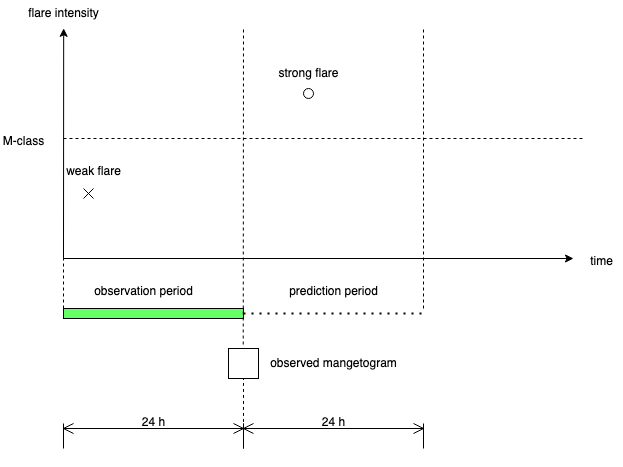 flare intensity
strong flare
M-class
weak flare
time
observation period
prediction period
observed mangetogram
24 h
24 h